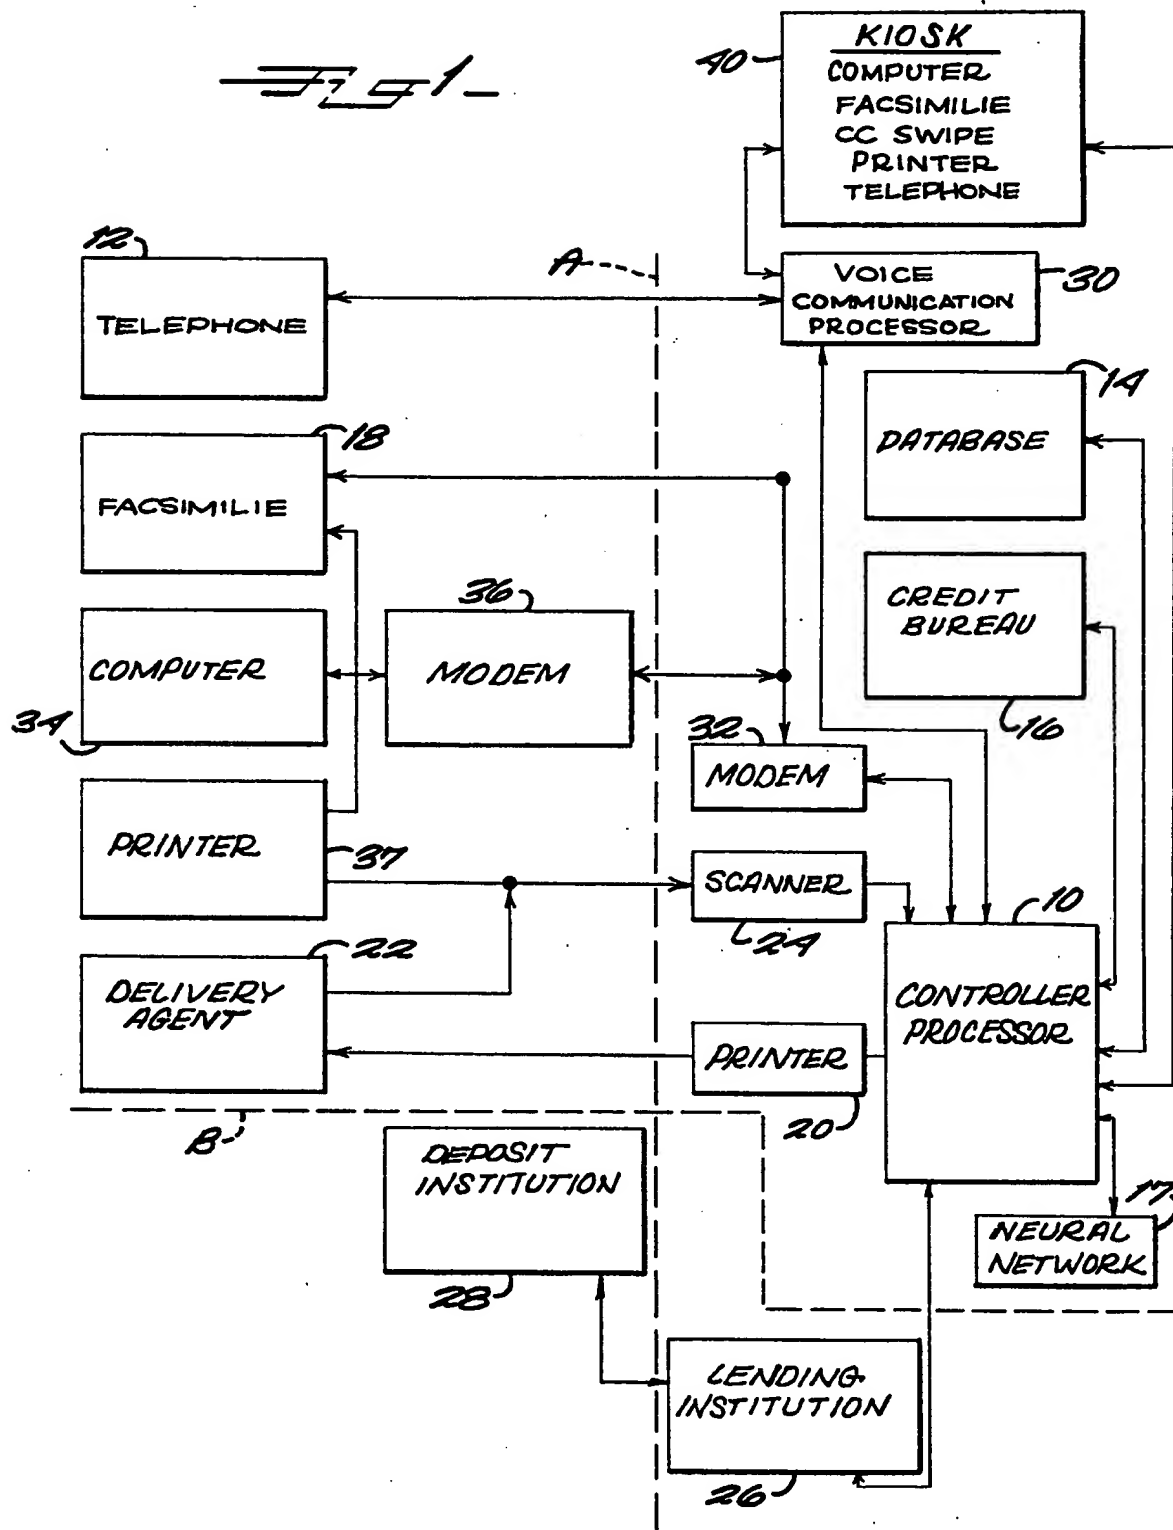 Fig 1
40
KIOSK
COMPUTER
FACSIMILIE
CC SWIPE
PRINTER
TELEPHONE
12
TELEPHONE
A
VOICE
COMMUNICATION
PROCESSOR
30
14
DATABASE
18
FACSIMILIE
CREDIT
BUREAU
16
36
COMPUTER
34
MODEM
32
MODEM
PRINTER
37
SCANNER
24
10
CONTROLLER
PROCESSOR
22
DELIVERY
AGENT
PRINTER
20
B
DEPOSIT
INSTITUTION
28
17
NEURAL
NETWORK
LENDING
INSTITUTION
26